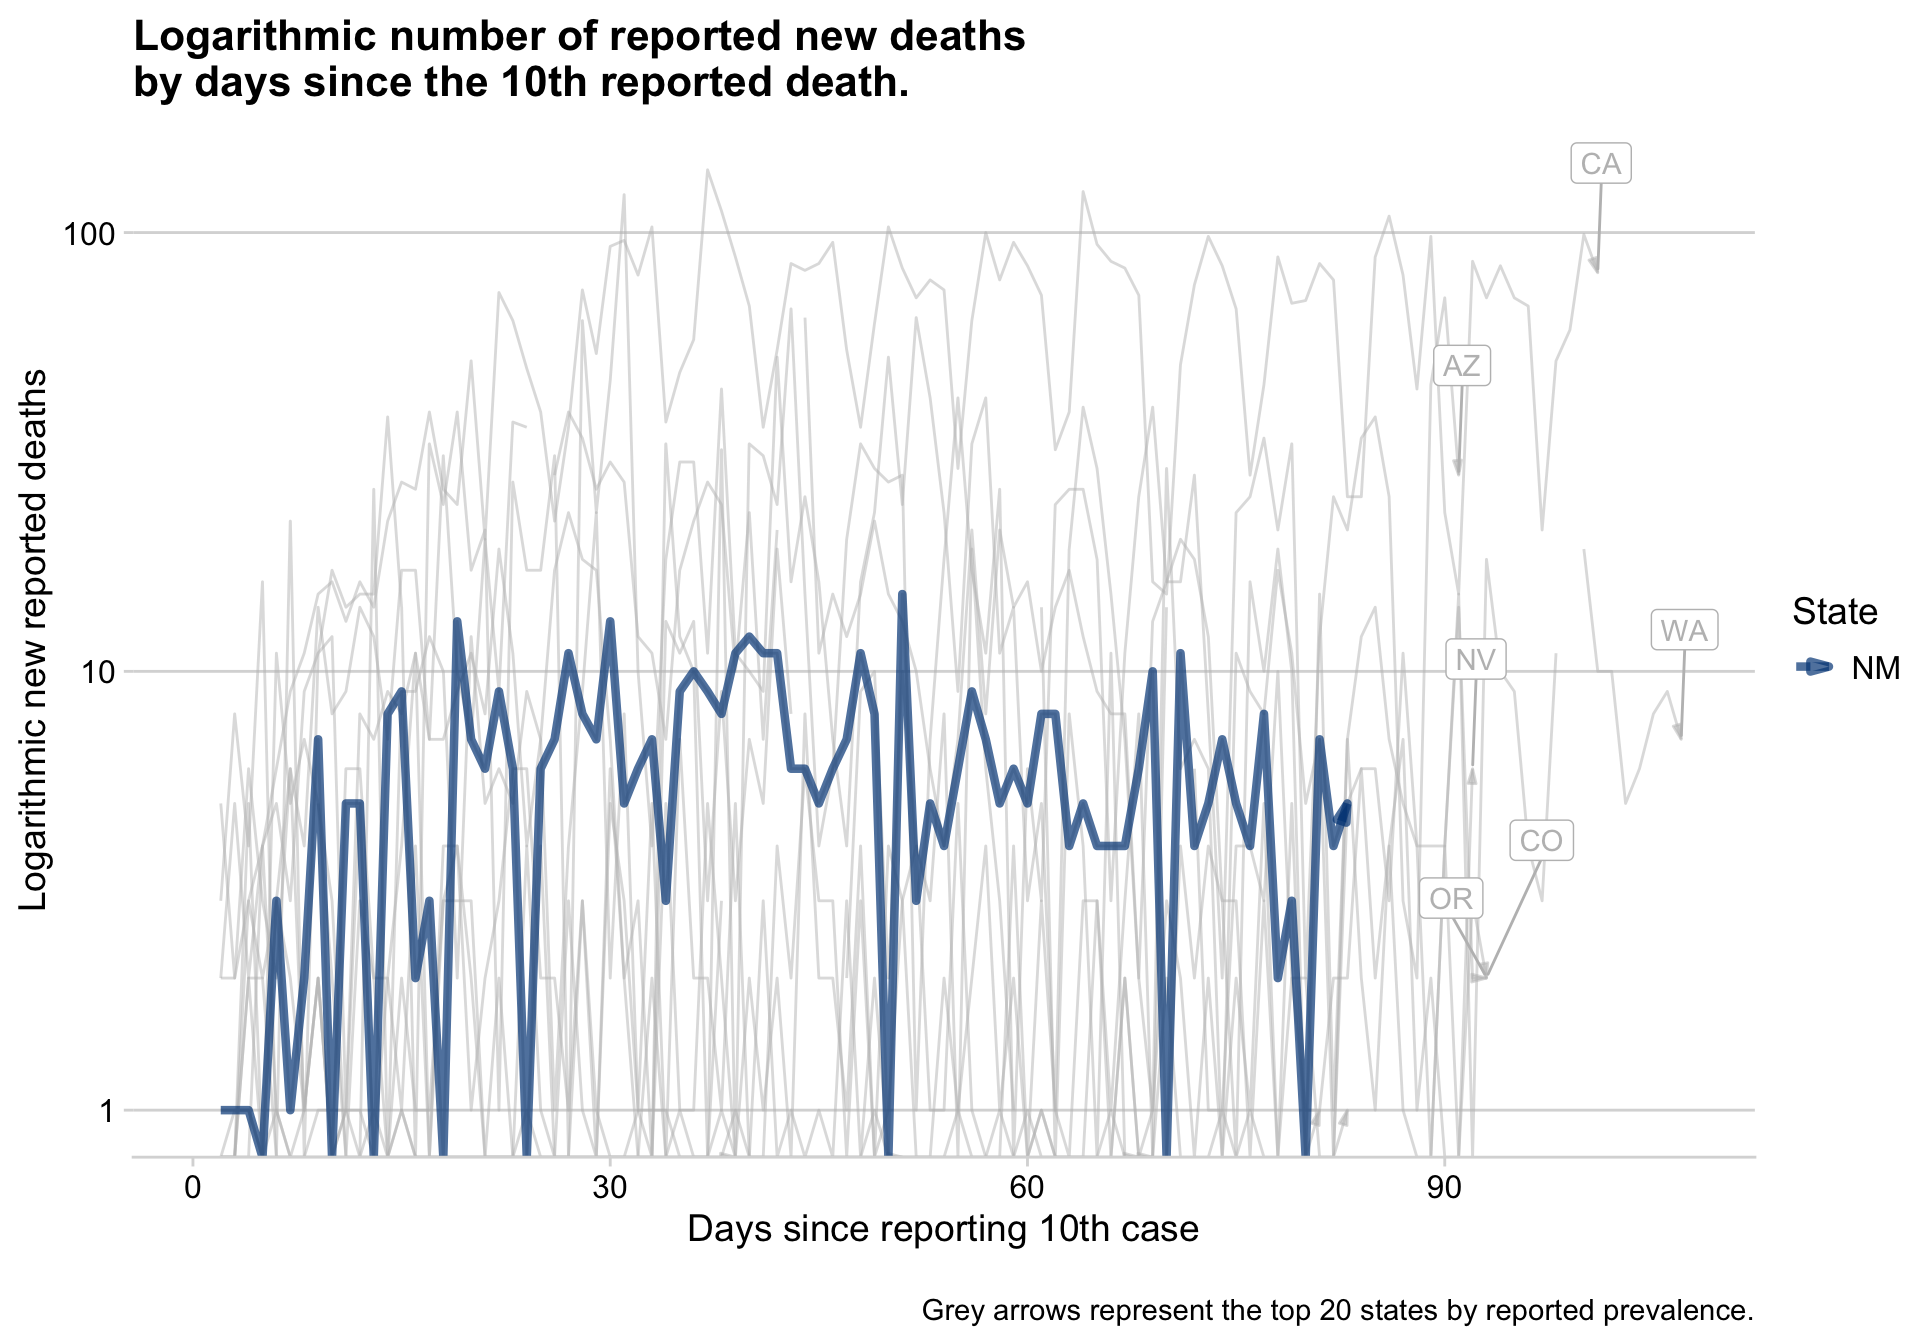 Logarithmic number of reported new deaths
by days since the 10th reported death.
CA
100
AZ
Logarithmic new reported deaths
State
WA
NV
10
NM
CO
OR
1
0
30
60
90
Days since reporting 10th case
Grey arrows represent the top 20 states by reported prevalence.